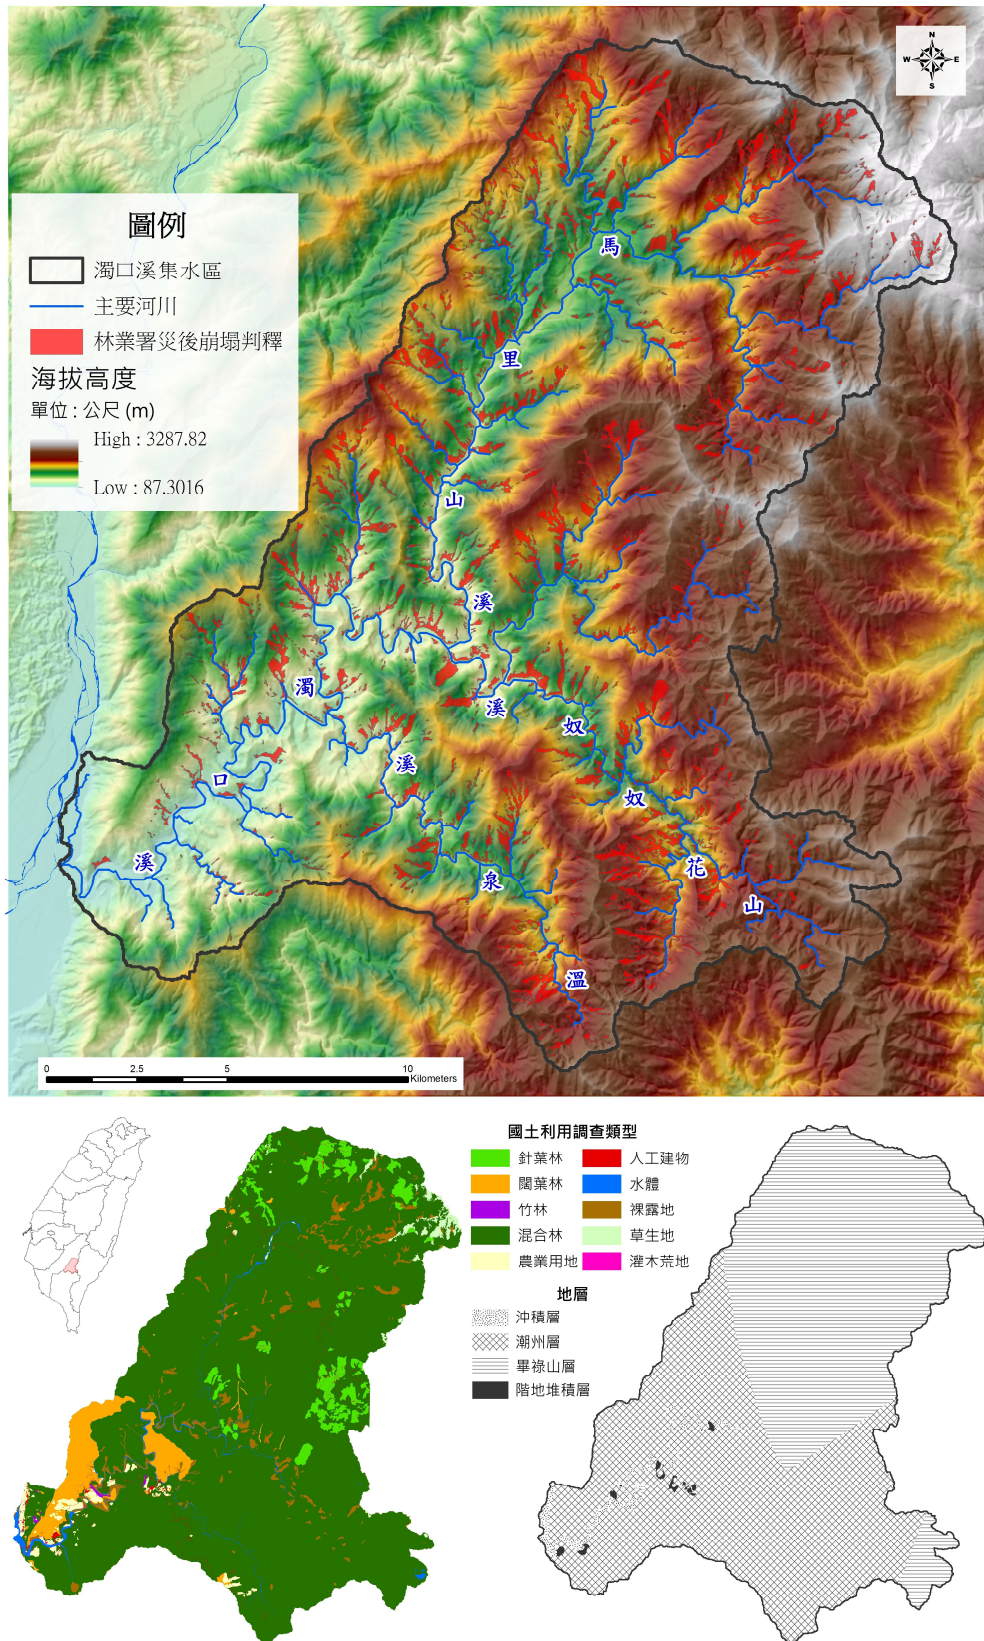 N
W E
S
圖例
濁口溪集水區
主要河川
林業署災後崩塌判釋
海拔高度
單位 : 公尺 (m)
High : 3287.82
Low : 87.3016
馬
里
山
溪
濁
溪
奴
溪
口
奴
溪
花
泉
山
溫
0 2.5 5 10
Kilometers
國土利用調查類型
針葉林 人工建物
闊葉林 水體
竹林 裸露地
混合林 草生地
農業用地 灌木荒地
地層
沖積層
潮州層
畢祿山層
階地堆積層